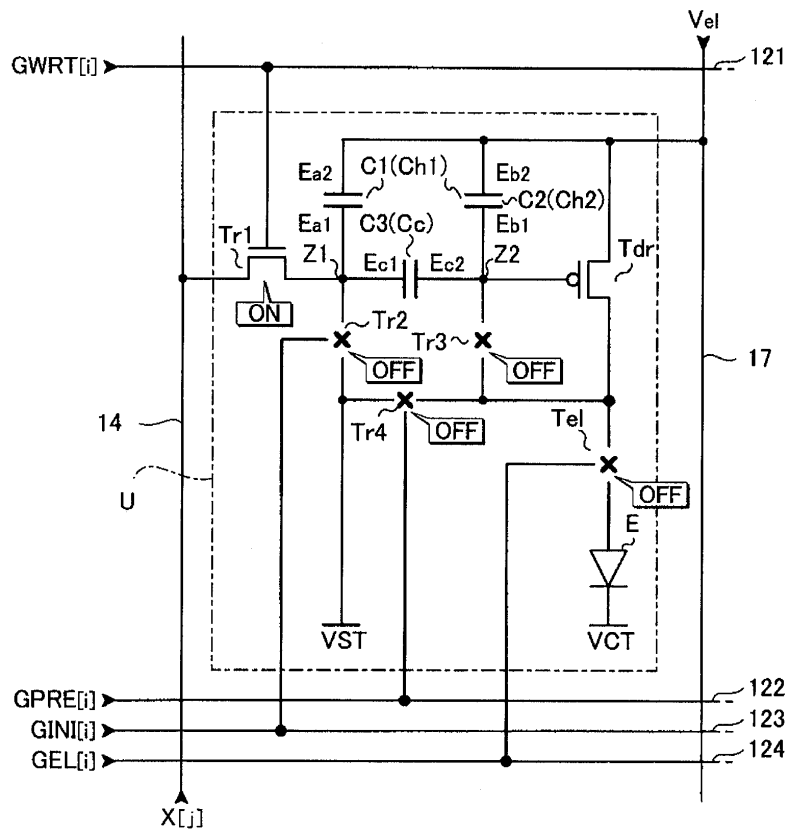 Vel
GWRT[i]
121
Ea2
C1(Ch1)
Eb2
C2(Ch2)
Ea1
C3(Cc)
Eb1
Tr1
Z1
Ec1
Ec2
Z2
Tdr
ON
Tr2
Tr3
OFF
OFF
17
14
Tr4
OFF
Tel
OFF
U
E
VST
VCT
GPRE[i]
122
GINI[i]
123
GEL[i]
124
X[j]